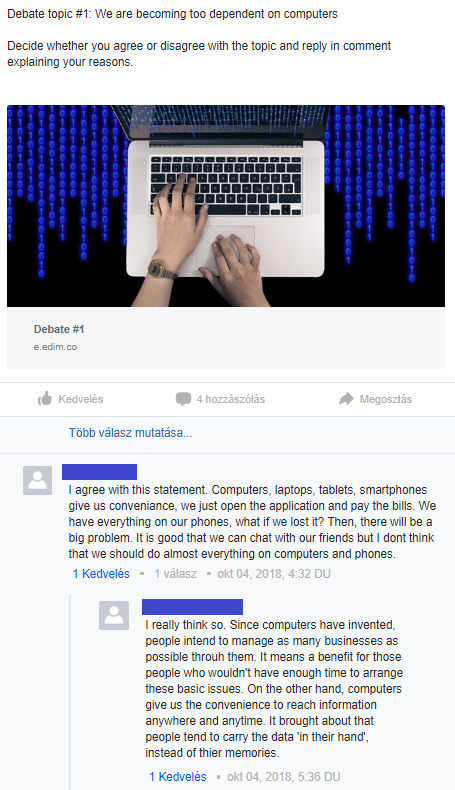 Debate topic #1: We are becoming too dependent on computers
Decide whether you agree or disagree with the topic and reply in comment
explaining your reasons.
Debate #1
e.edim.co
Kedvelés 4 hozzászólás Megosztás
Több válasz mutatása...
I agree with this statement. Computers, laptops, tablets, smartphones
give us conveniance, we just open the application and pay the bills. We
have everything on our phones, what if we lost it? Then, there will be a
big problem. It is good that we can chat with our friends but I dont think
that we should do almost everything on computers and phones.
1 Kedvelés • 1 válasz • okt 04, 2018, 4:32 DU
I really think so. Since computers have invented,
people intend to manage as many businesses as
possible throuh them. It means a benefit for those
people who wouldn't have enough time to arrange
these basic issues. On the other hand, computers
give us the convenience to reach information
anywhere and anytime. It brought about that
people tend to carry the data 'in their hand',
instead of thier memories.
1 Kedvelés • okt 04, 2018, 5:36 DU